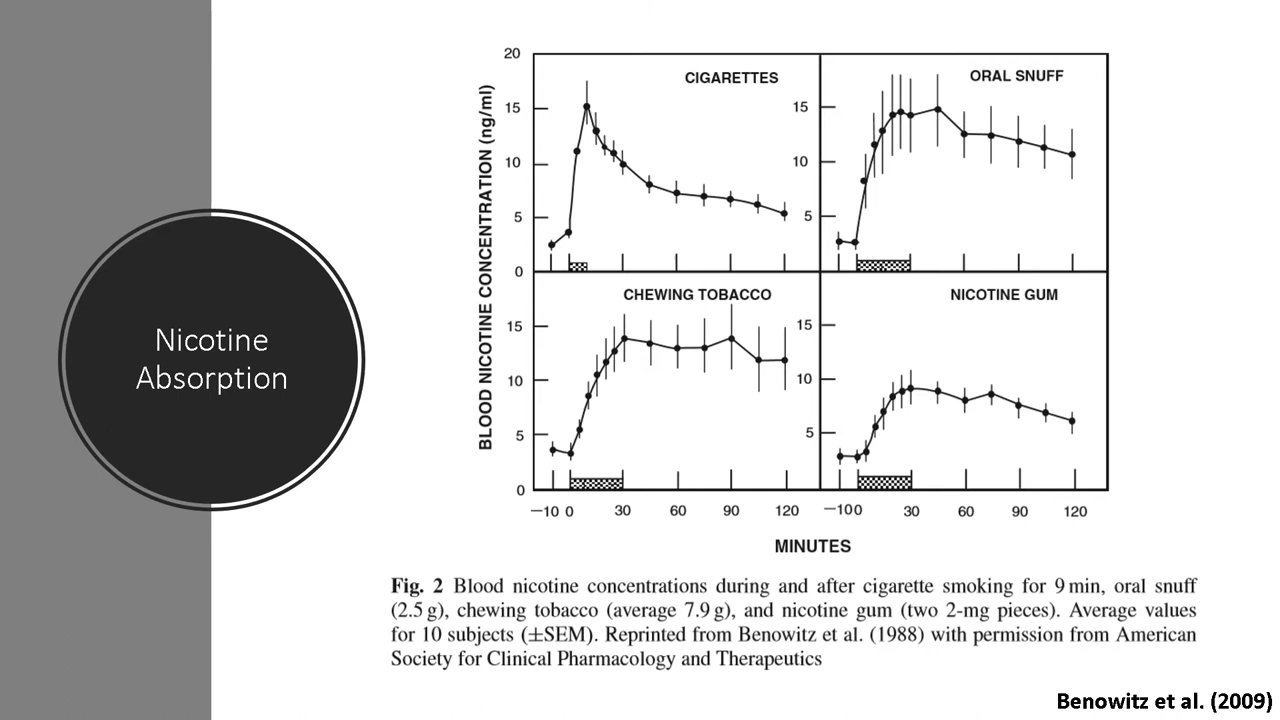 Nicotine
Absorption
BLOOD NICOTINE CONCENTRATION (ng/ml)
20
15
10
5
0
CIGARETTES
15
10
5
ORAL SNUFF
15
10
5
0
CHEWING TOBACCO
15
10
5
NICOTINE GUM
—10 0 30 60 90 120
—100 30 60 90 120
MINUTES
Fig. 2 Blood nicotine concentrations during and after cigarette smoking for 9 min, oral snuff
(2.5 g), chewing tobacco (average 7.9 g), and nicotine gum (two 2-mg pieces). Average values
for 10 subjects (±SEM). Reprinted from Benowitz et al. (1988) with permission from American
Society for Clinical Pharmacology and Therapeutics
Benowitz et al. (2009)